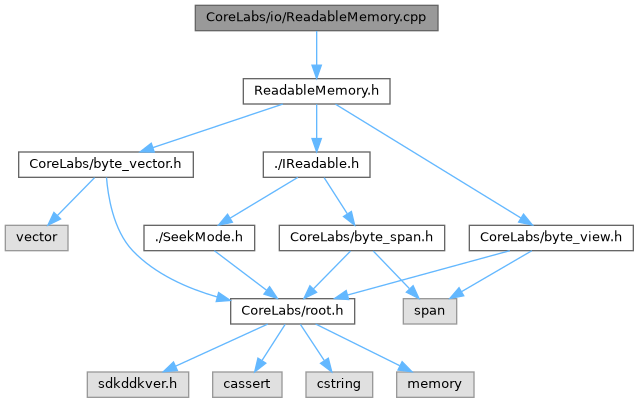 CoreLabs/io/ReadableMemory.cpp
ReadableMemory.h
CoreLabs/byte_vector.h
./IReadable.h
vector
./SeekMode.h
CoreLabs/byte_span.h
CoreLabs/byte_view.h
CoreLabs/root.h
span
sdkddkver.h
cassert
cstring
memory